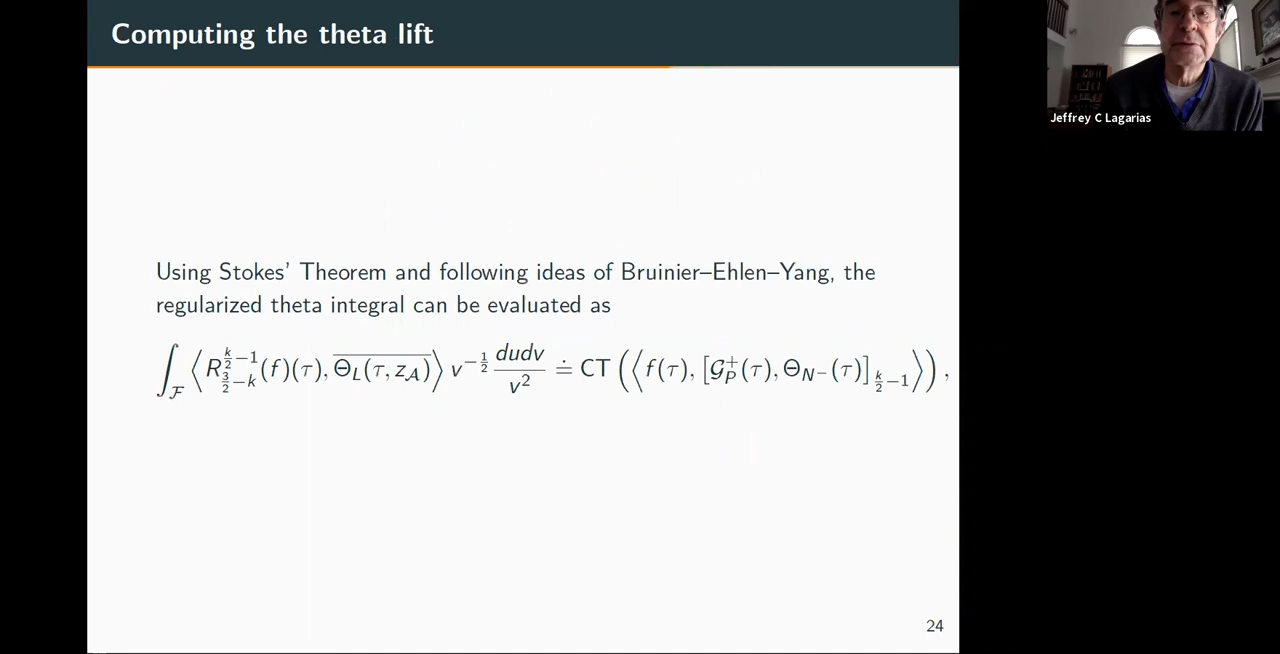 Computing the theta lift
Jeffrey C Lagarias
Using Stokes' Theorem and following ideas of Bruinier–Ehlen–Yang, the
regularized theta integral can be evaluated as
∫_ℱ ⟨R_{3/2−k}^{k/2−1}(f)(τ), \overline{Θ_L(τ, z_𝒜)}⟩ v^{−1/2} dudv/v² ≐ CT(⟨f(τ), [𝒢_P^+(τ), Θ_{N^−}(τ)]_{k/2−1}⟩),
24